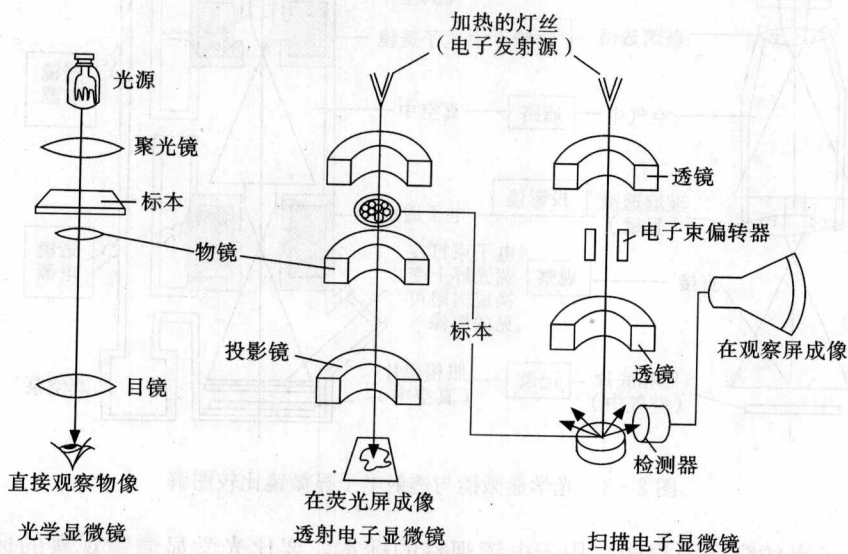 加热的灯丝
（电子发射源）
光源
聚光镜
标本
物镜
投影镜
目镜
直接观察物像
光学显微镜
在荧光屏成像
透射电子显微镜
透镜
电子束偏转器
标本
透镜
在观察屏成像
检测器
扫描电子显微镜